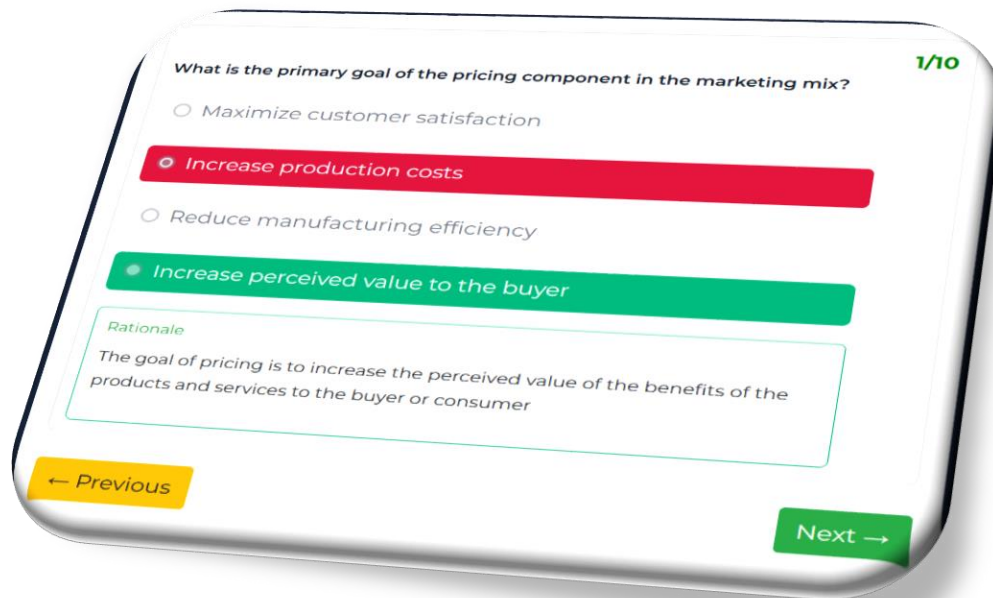 1/10
What is the primary goal of the pricing component in the marketing mix?
Maximize customer satisfaction
Increase production costs
Reduce manufacturing efficiency
Increase perceived value to the buyer
Rationale
The goal of pricing is to increase the perceived value of the benefits of the
products and services to the buyer or consumer
← Previous
Next →